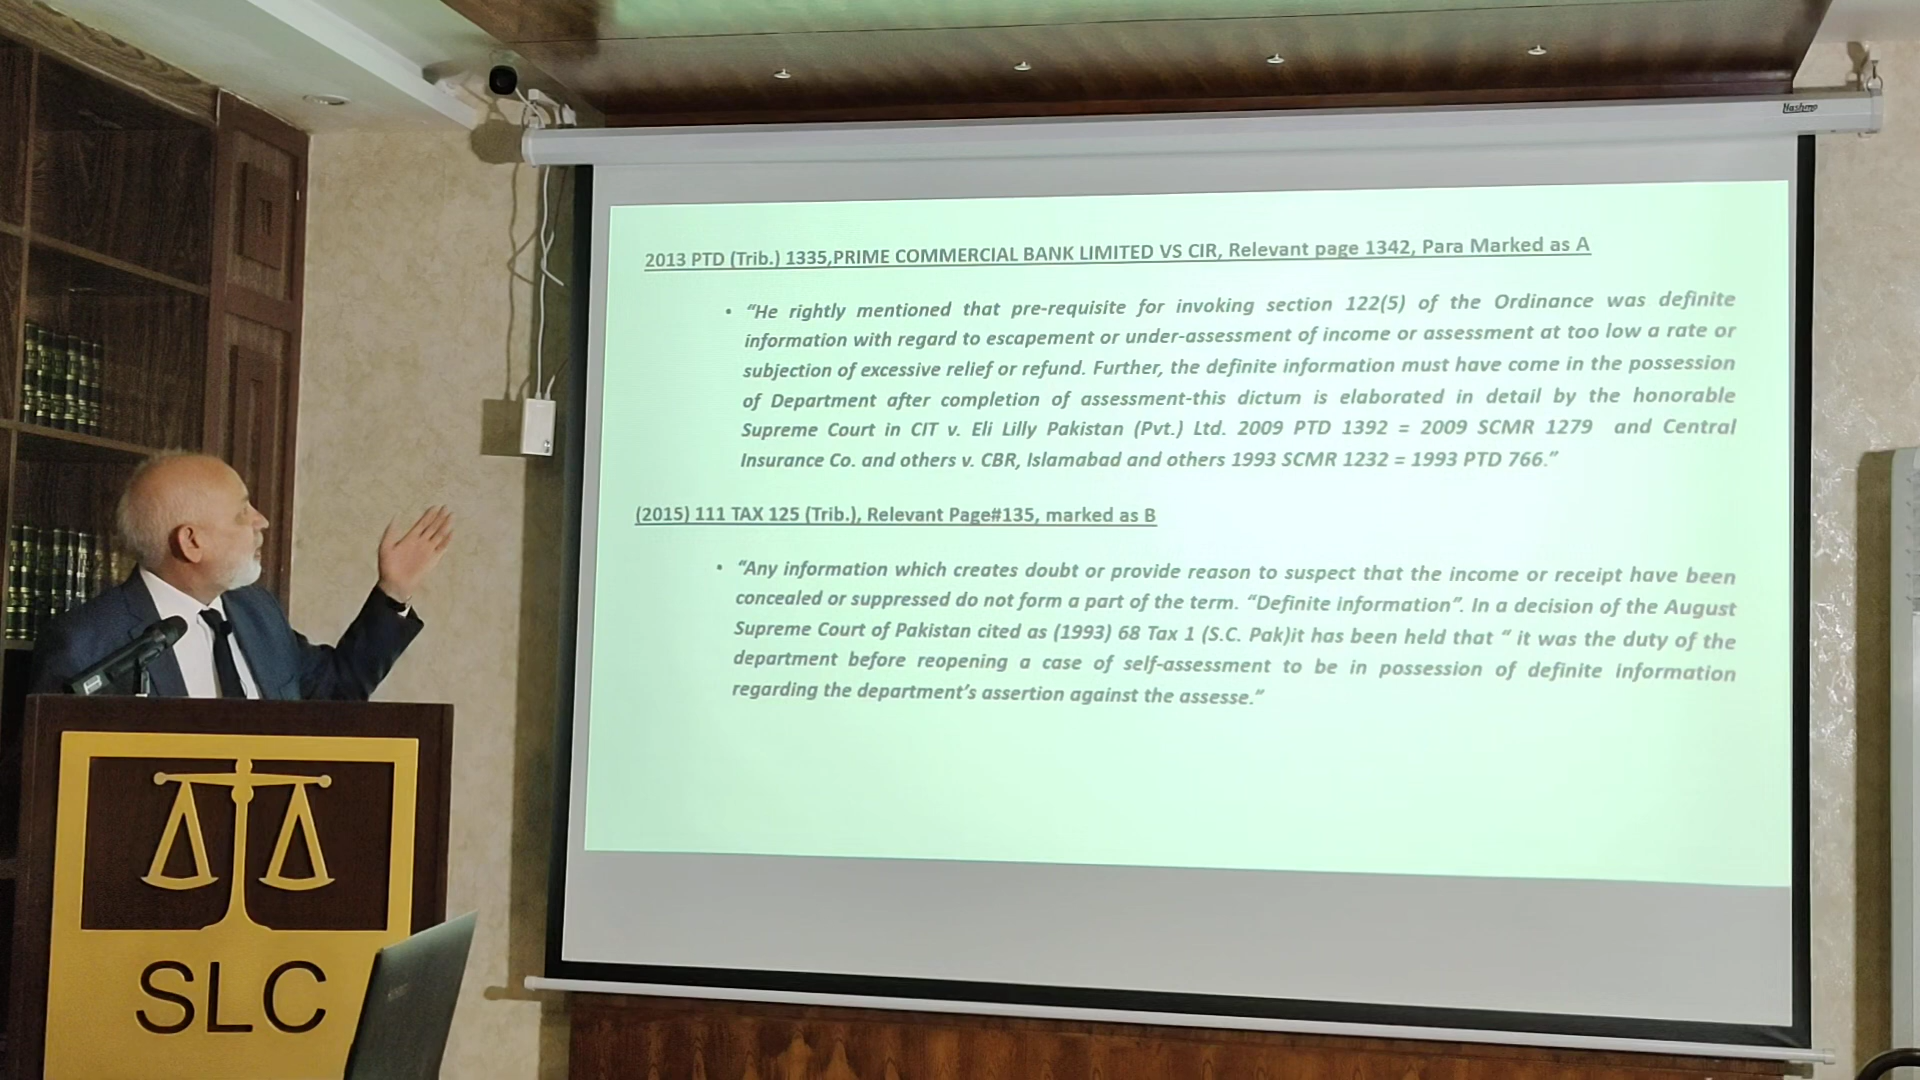 Nashmo
2013 PTD (Trib.) 1335,PRIME COMMERCIAL BANK LIMITED VS CIR, Relevant page 1342, Para Marked as A
• “He rightly mentioned that pre-requisite for invoking section 122(5) of the Ordinance was definite
information with regard to escapement or under-assessment of income or assessment at too low a rate or
subjection of excessive relief or refund. Further, the definite information must have come in the possession
of Department after completion of assessment-this dictum is elaborated in detail by the honorable
Supreme Court in CIT v. Eli Lilly Pakistan (Pvt.) Ltd. 2009 PTD 1392 = 2009 SCMR 1279 and Central
Insurance Co. and others v. CBR, Islamabad and others 1993 SCMR 1232 = 1993 PTD 766.”
(2015) 111 TAX 125 (Trib.), Relevant Page#135, marked as B
• “Any information which creates doubt or provide reason to suspect that the income or receipt have been
concealed or suppressed do not form a part of the term. “Definite information”. In a decision of the August
Supreme Court of Pakistan cited as (1993) 68 Tax 1 (S.C. Pak)it has been held that “ it was the duty of the
department before reopening a case of self-assessment to be in possession of definite information
regarding the department’s assertion against the assesse.”
SLC